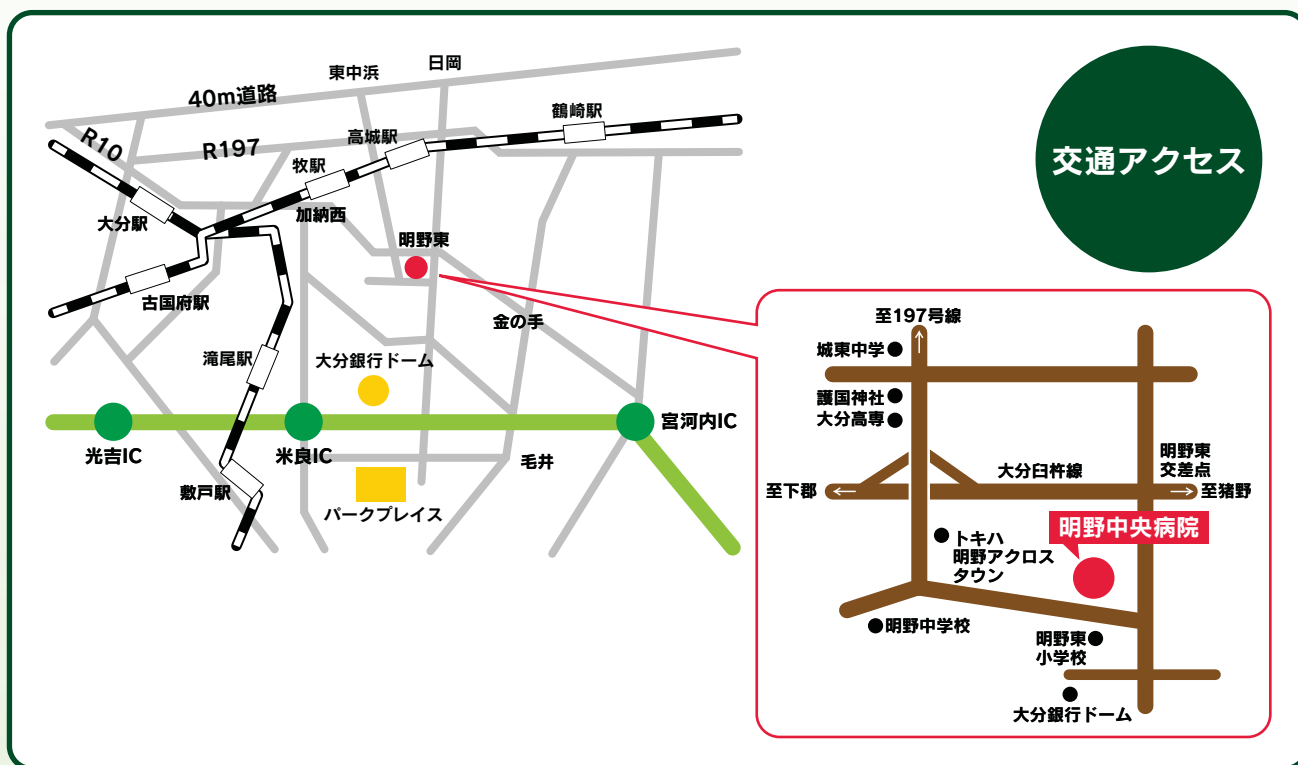 交通アクセス
東中浜
日岡
40m道路
鶴崎駅
R10
R197
高城駅
牧駅
大分駅
加納西
明野東
古国府駅
金の手
滝尾駅
大分銀行ドーム
光吉IC
米良IC
宮河内IC
毛井
敷戸駅
パークプレイス
至197号線
城東中学
護国神社
大分高専
大分臼杵線
明野東
交差点
至下郡
至猪野
明野中央病院
トキハ
明野アクロス
タウン
明野中学校
明野東
小学校
大分銀行ドーム